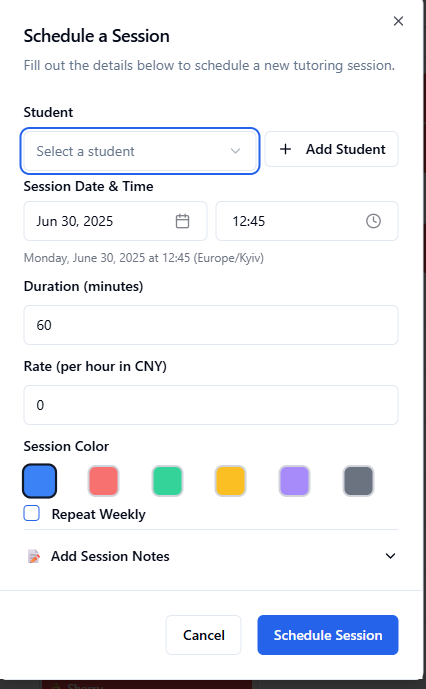 Schedule a Session
Fill out the details below to schedule a new tutoring session.
Student
Select a student
Add Student
Session Date & Time
Jun 30, 2025
12:45
Monday, June 30, 2025 at 12:45 (Europe/Kyiv)
Duration (minutes)
60
Rate (per hour in CNY)
0
Session Color
Repeat Weekly
Add Session Notes
Cancel
Schedule Session